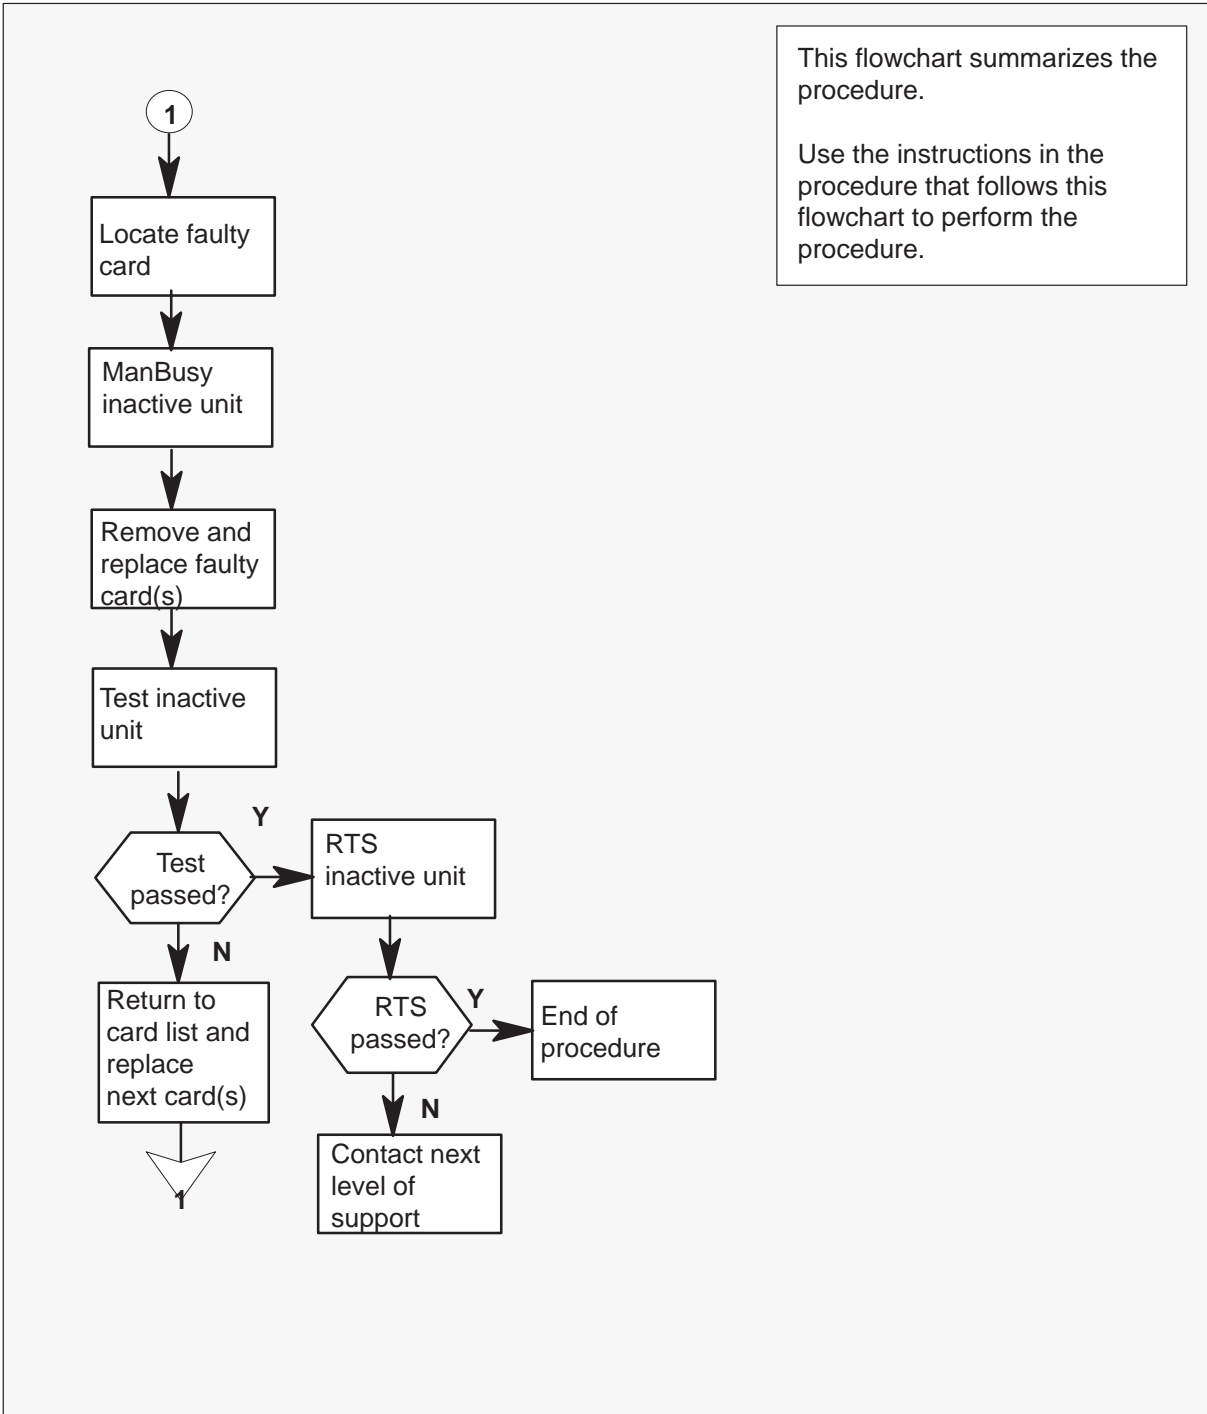 This flowchart summarizes the
procedure.
Use the instructions in the
procedure that follows this
flowchart to perform the
procedure.
1
Locate faulty
card
ManBusy
inactive unit
Remove and
replace faulty
card(s)
Test inactive
unit
Test
passed?
Y
RTS
inactive unit
N
Return to
card list and
replace
next card(s)
1
RTS
passed?
Y
End of
procedure
N
Contact next
level of
support